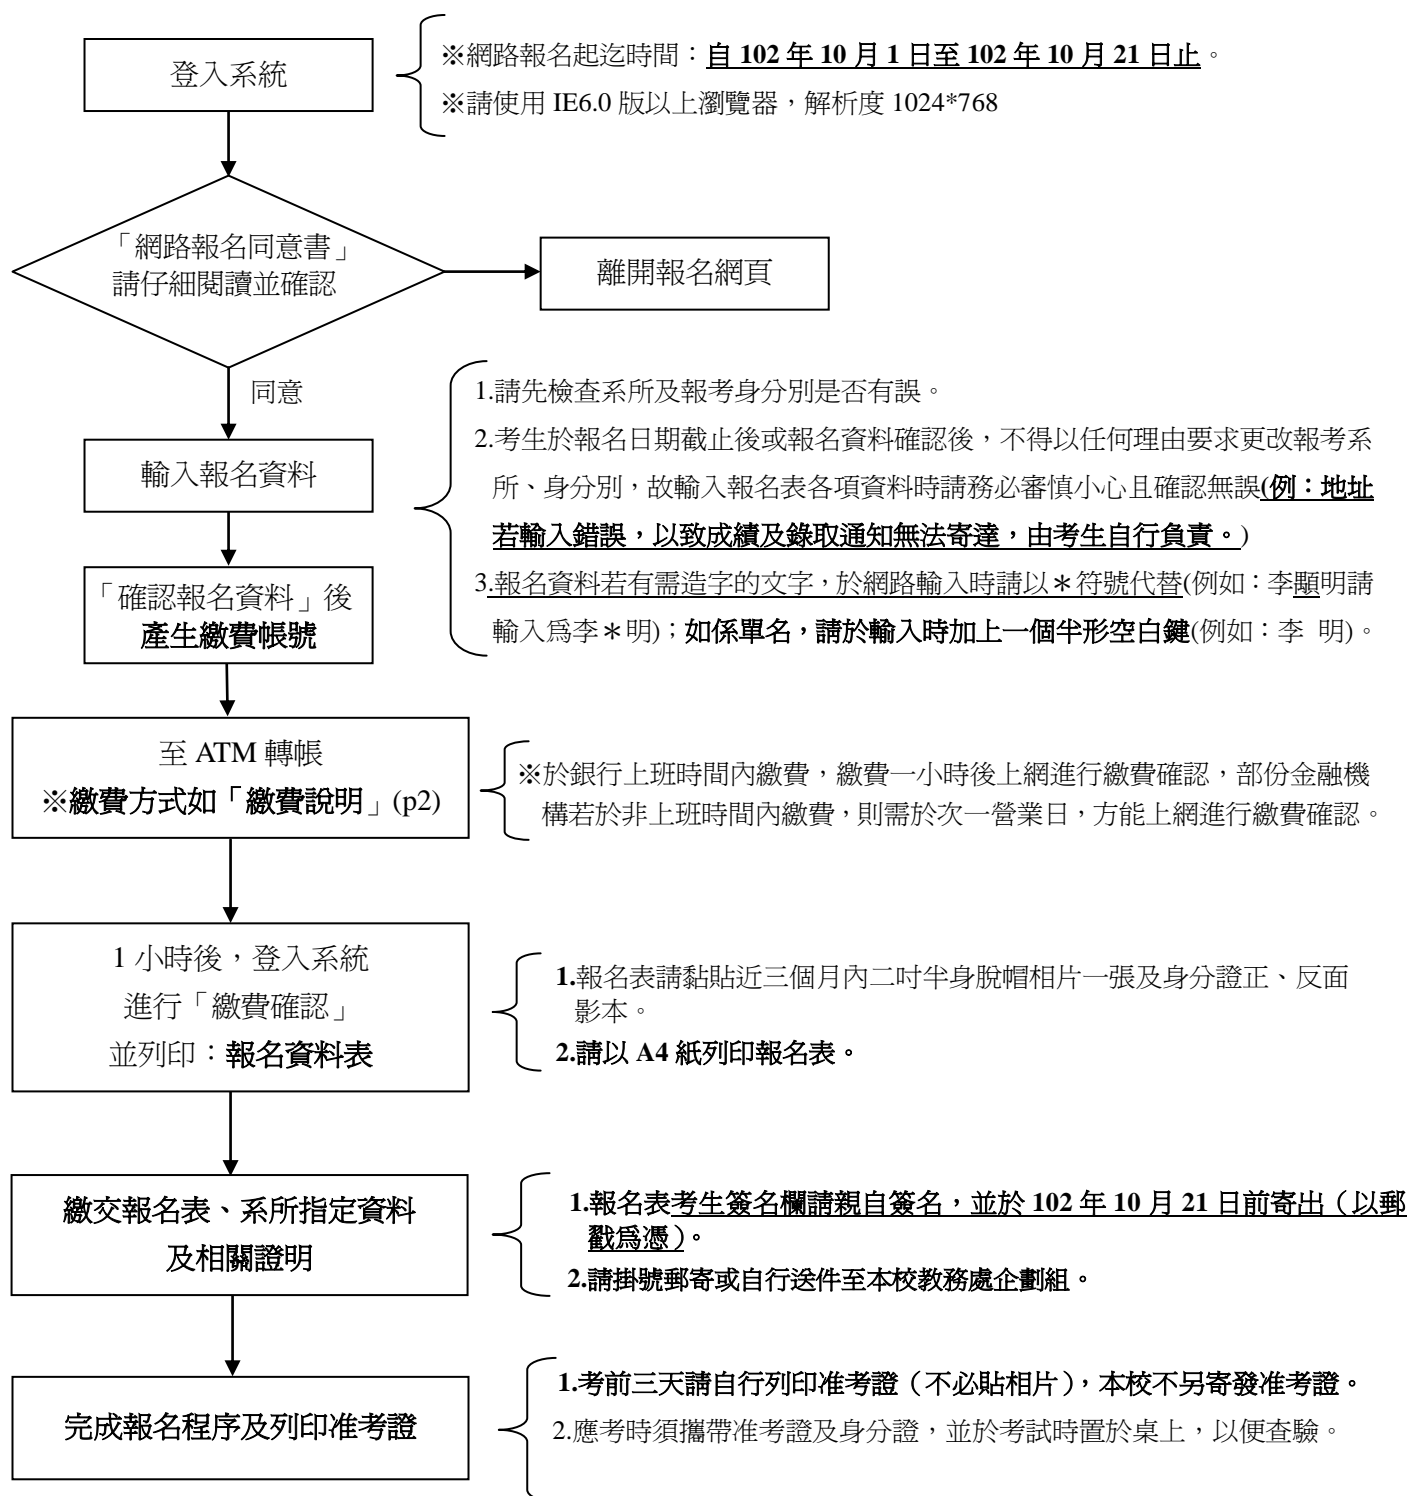 登入系統
※網路報名起迄時間：自 102 年 10 月 1 日至 102 年 10 月 21 日止。
※請使用 IE6.0 版以上瀏覽器，解析度 1024*768
「網路報名同意書」
請仔細閱讀並確認
離開報名網頁
同意
輸入報名資料
「確認報名資料」後
產生繳費帳號
1.請先檢查系所及報考身分別是否有誤。
2.考生於報名日期截止後或報名資料確認後，不得以任何理由要求更改報考系
所、身分別，故輸入報名表各項資料時請務必審慎小心且確認無誤(例：地址
若輸入錯誤，以致成績及錄取通知無法寄達，由考生自行負責。)
3.報名資料若有需造字的文字，於網路輸入時請以＊符號代替(例如：李顯明請
輸入為李＊明)；如係單名，請於輸入時加上一個半形空白鍵(例如：李 明)。
至 ATM 轉帳
※繳費方式如「繳費說明」(p2)
※於銀行上班時間內繳費，繳費一小時後上網進行繳費確認，部份金融機
構若於非上班時間內繳費，則需於次一營業日，方能上網進行繳費確認。
1 小時後，登入系統
進行「繳費確認」
並列印：報名資料表
1.報名表請黏貼近三個月內二吋半身脫帽相片一張及身分證正、反面
影本。
2.請以 A4 紙列印報名表。
繳交報名表、系所指定資料
及相關證明
1.報名表考生簽名欄請親自簽名，並於 102 年 10 月 21 日前寄出（以郵
戳為憑）。
2.請掛號郵寄或自行送件至本校教務處企劃組。
完成報名程序及列印准考證
1.考前三天請自行列印准考證（不必貼相片），本校不另寄發准考證。
2.應考時須攜帶准考證及身分證，並於考試時置於桌上，以便查驗。